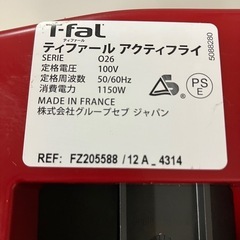 T-fal
ティファール
ティファール アクティフライ
SERIE O26
定格電圧 100V
定格周波数 50/60Hz
消費電力 1150W
MADE IN FRANCE
株式会社グループセブ ジャパン
PS
E
5088280
REF: FZ205588 /12 A_4314